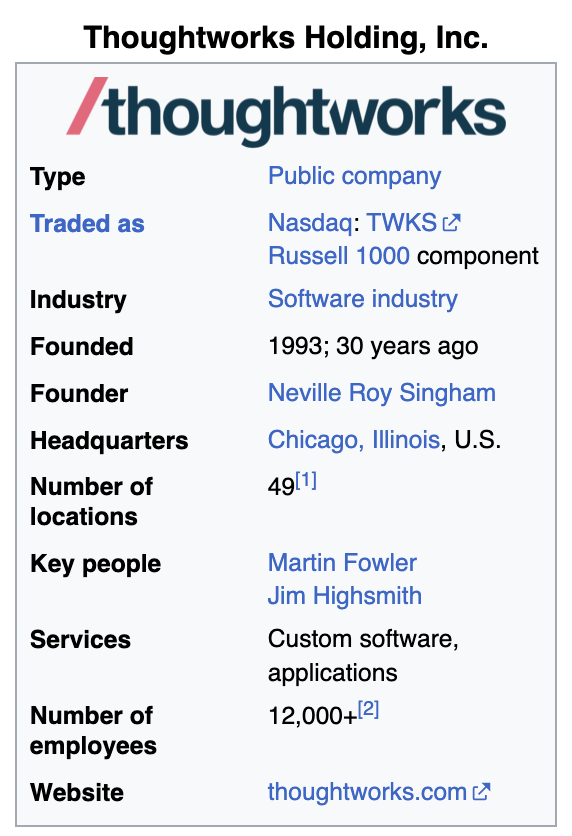 Thoughtworks Holding, Inc.
/thoughtworks
Type Public company
Traded as Nasdaq: TWKS
Russell 1000 component
Industry Software industry
Founded 1993; 30 years ago
Founder Neville Roy Singham
Headquarters Chicago, Illinois, U.S.
Number of locations 49[1]
Key people Martin Fowler
Jim Highsmith
Services Custom software,
applications
Number of employees 12,000+[2]
Website thoughtworks.com